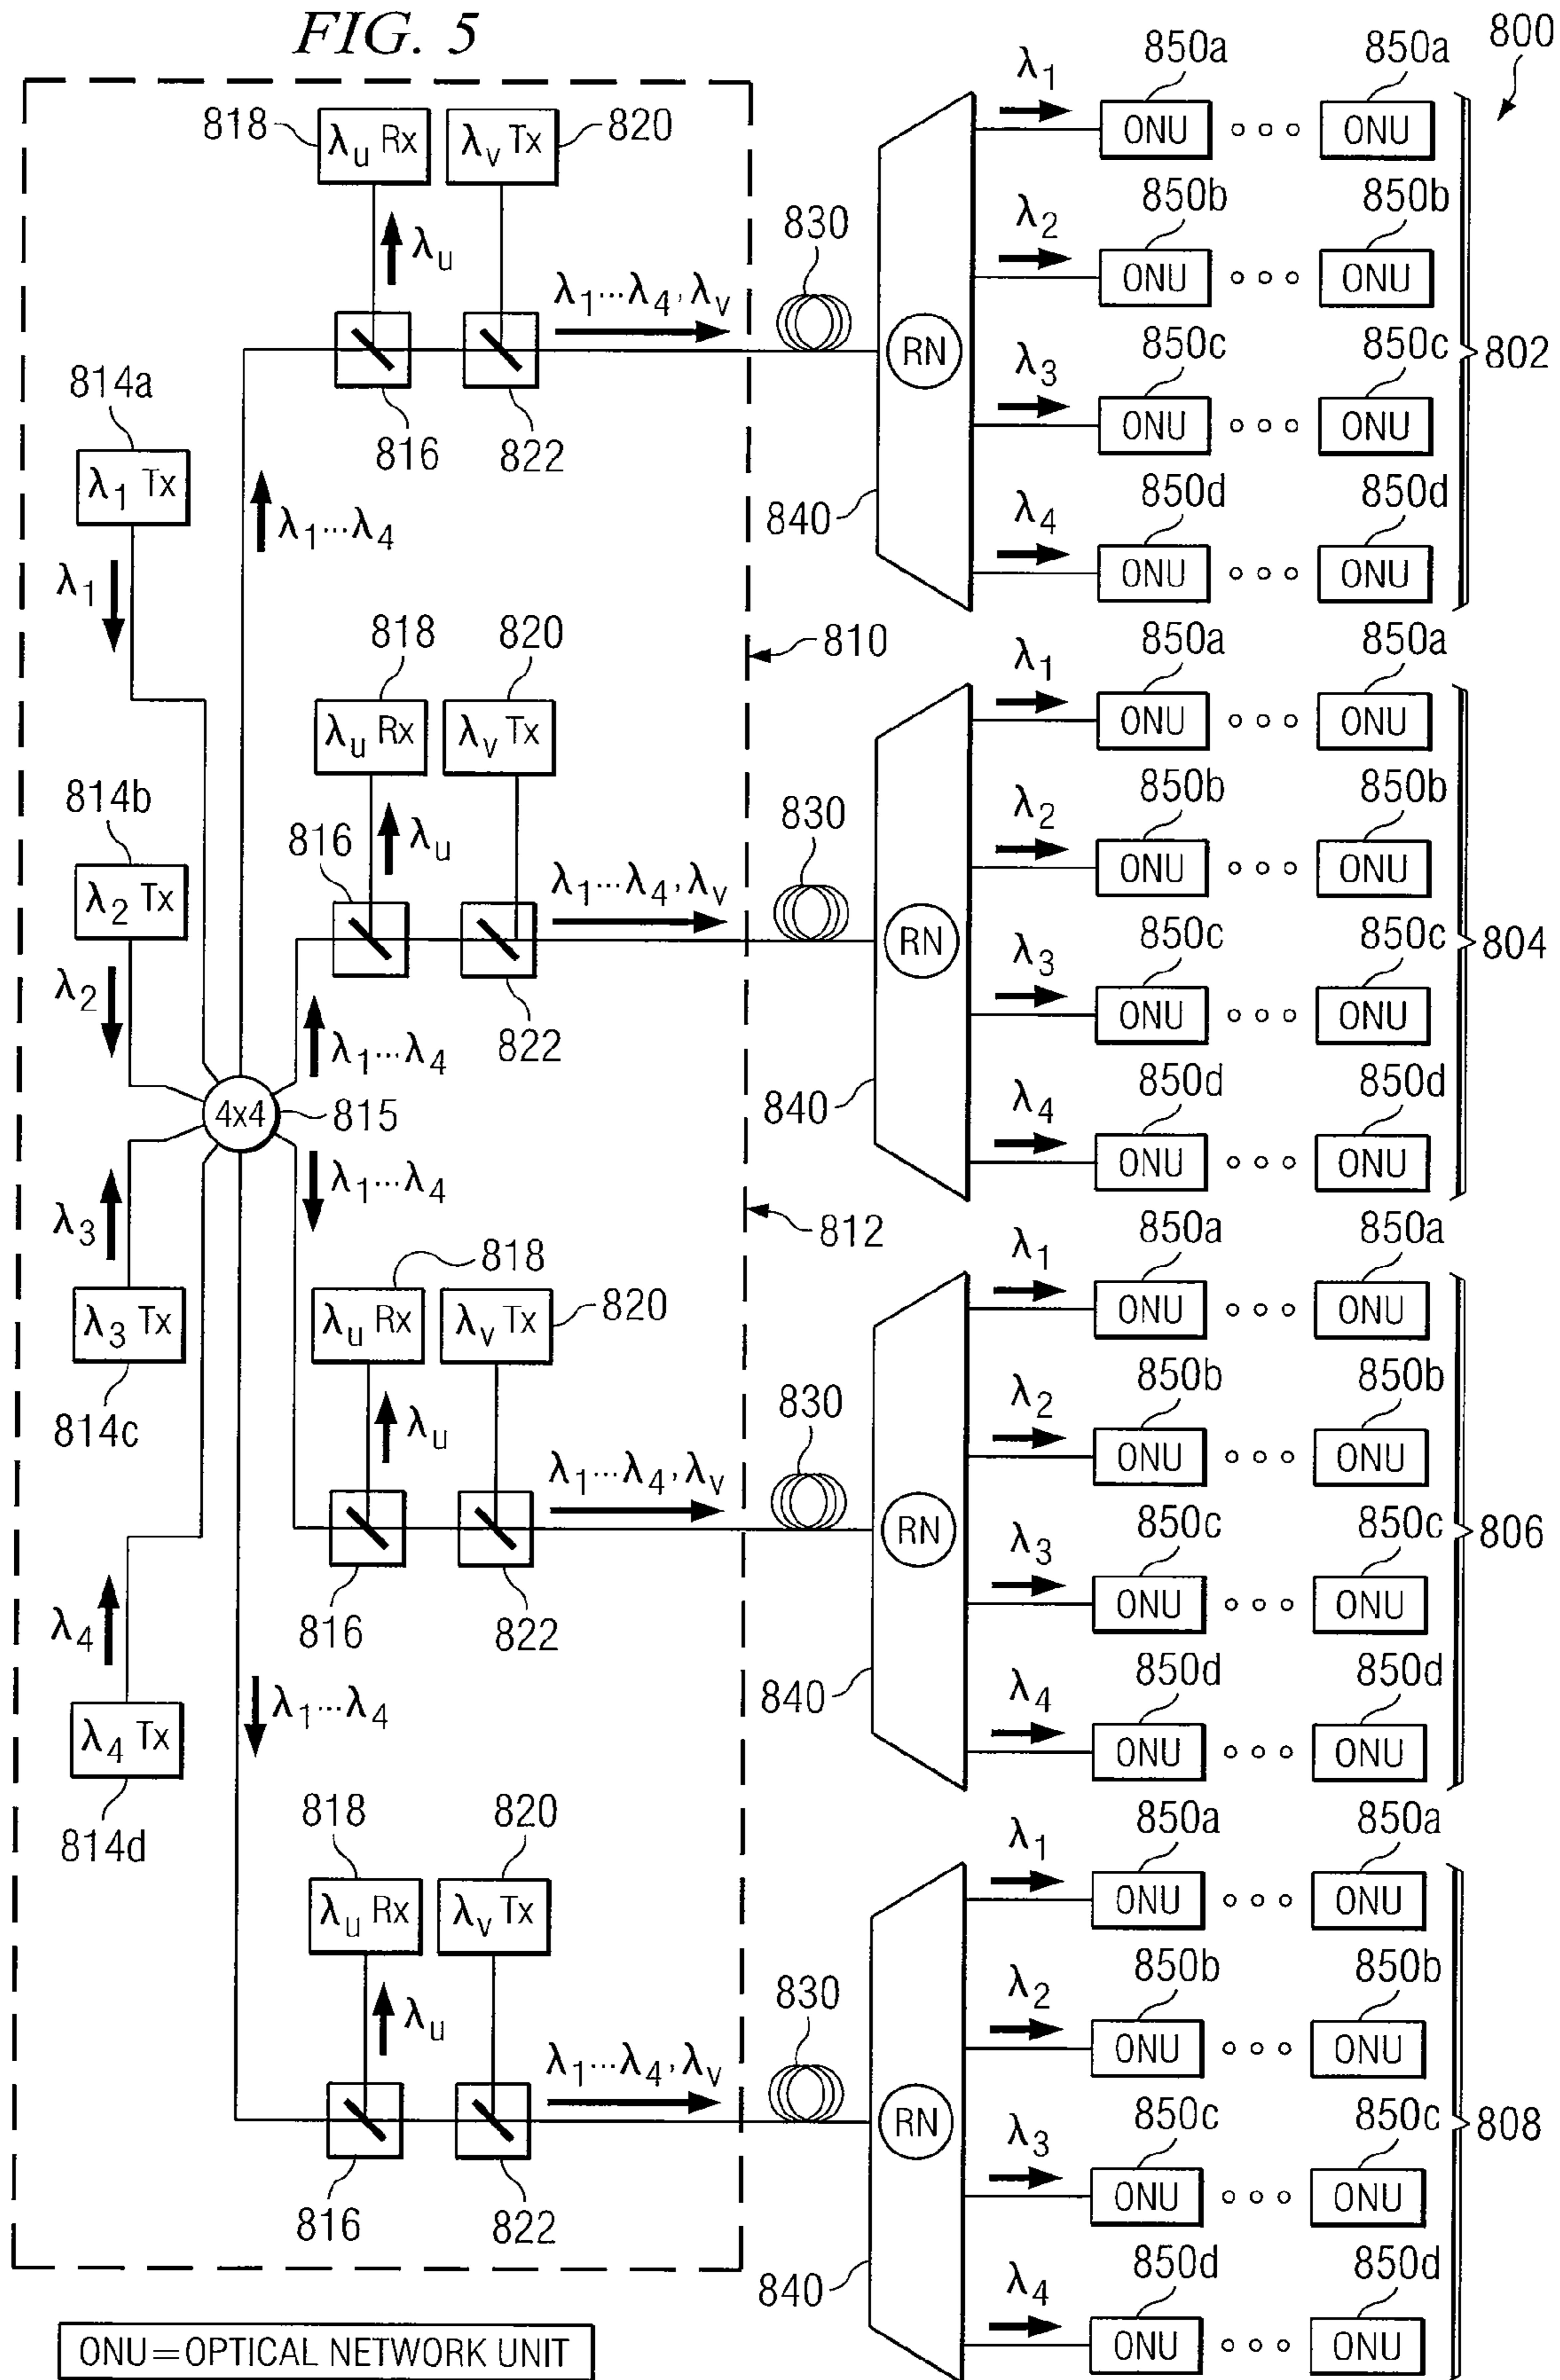 FIG. 5
800
818
λu Rx
λv Tx
820
λu
λ1···λ4, λv
816
822
λ1···λ4
830
RN
840
λ1
850a
ONU
850a
ONU
λ2
850b
ONU
850b
ONU
λ3
850c
ONU
850c
ONU
λ4
850d
ONU
850d
ONU
802
814a
λ1 Tx
λ1
814b
λ2 Tx
λ2
4x4
815
λ3
λ3 Tx
814c
λ4
λ4 Tx
814d
810
812
818
820
λu Rx
λv Tx
816
λu
λ1···λ4, λv
822
λ1···λ4
830
RN
840
λ1
850a
ONU
850a
ONU
λ2
850b
ONU
850b
ONU
λ3
850c
ONU
850c
ONU
λ4
850d
ONU
850d
ONU
804
λ1···λ4
818
λu Rx
λv Tx
820
λu
λ1···λ4, λv
816
822
830
RN
840
λ1
850a
ONU
850a
ONU
λ2
850b
ONU
850b
ONU
λ3
850c
ONU
850c
ONU
λ4
850d
ONU
850d
ONU
806
λ1···λ4
818
820
λu Rx
λv Tx
λu
λ1···λ4, λv
816
822
830
RN
840
λ1
850a
ONU
850a
ONU
λ2
850b
ONU
850b
ONU
λ3
850c
ONU
850c
ONU
λ4
850d
ONU
850d
ONU
808
ONU=OPTICAL NETWORK UNIT